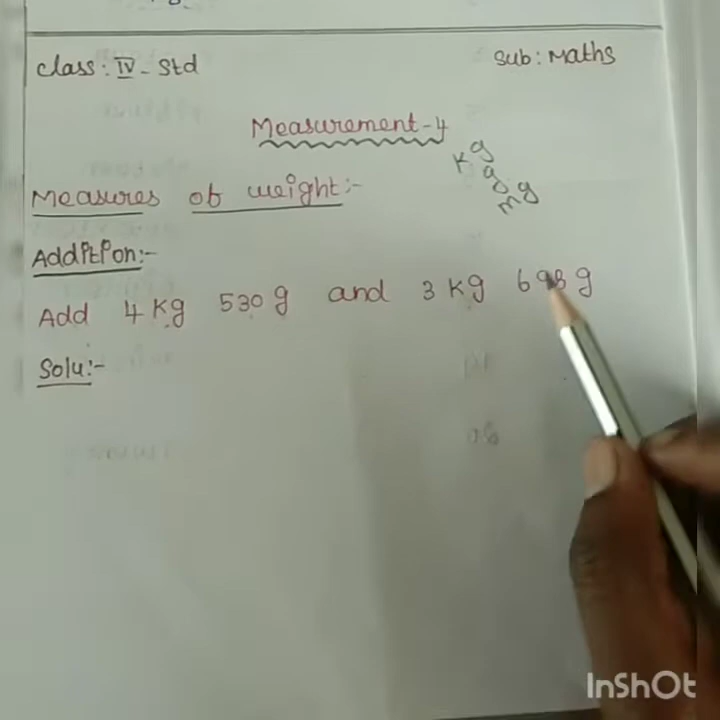 Class: IV - Std
Sub: Maths
Measurement-4
Kg
g
mg
Measures of weight:-
Addition:-
Add 4 Kg 530 g and 3 Kg 698 g
Solu:-
InShOt